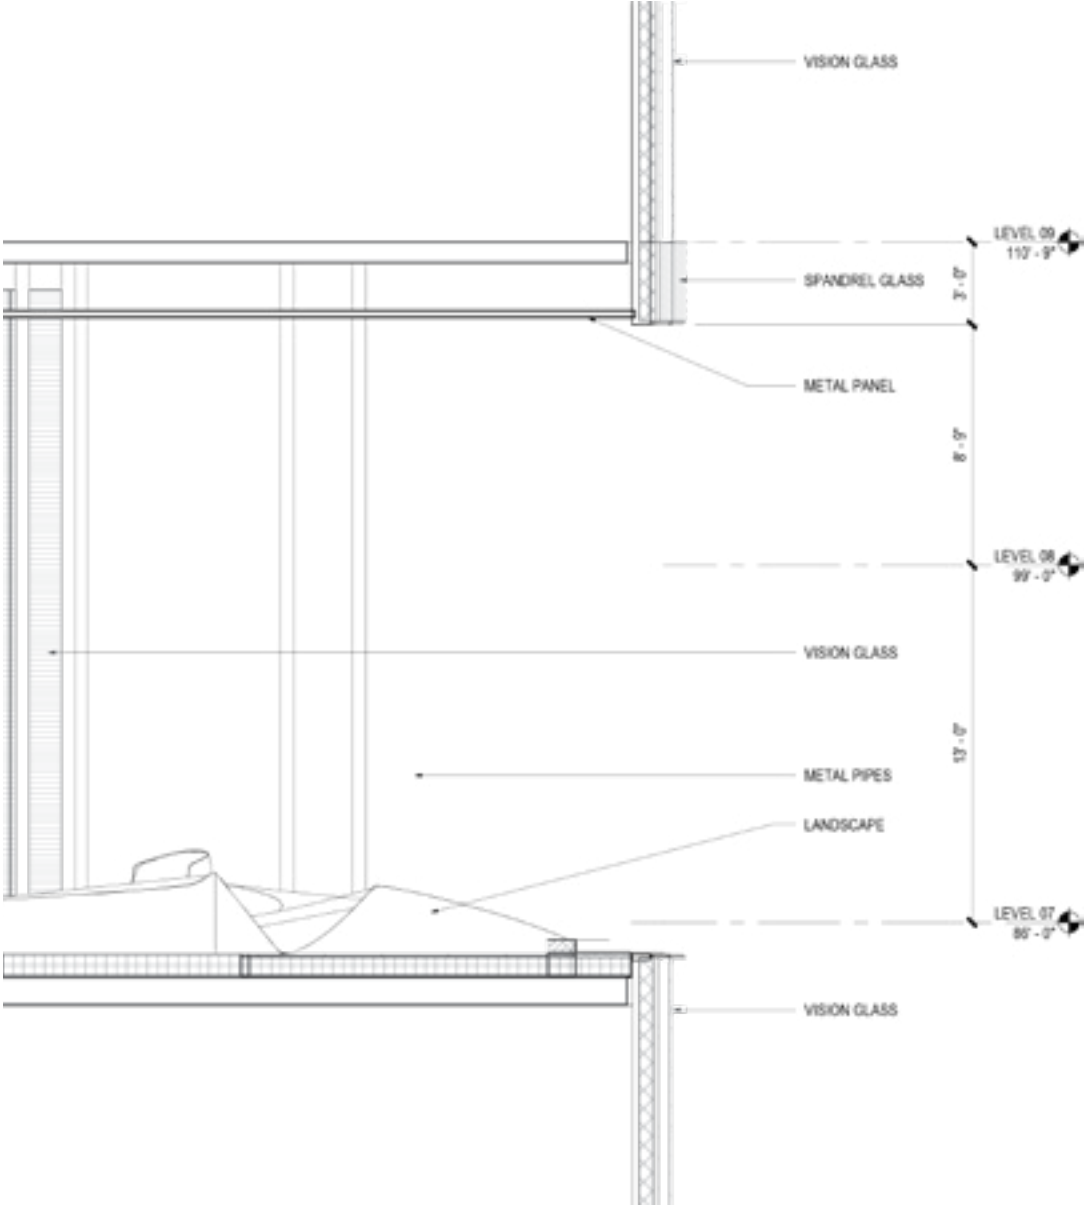 VISION GLASS
LEVEL 09
110' - 9"
SPANDREL GLASS
3' - 0"
METAL PANEL
8' - 9"
LEVEL 08
99' - 0"
VISION GLASS
13' - 0"
METAL PIPES
LANDSCAPE
LEVEL 07
86' - 0"
VISION GLASS